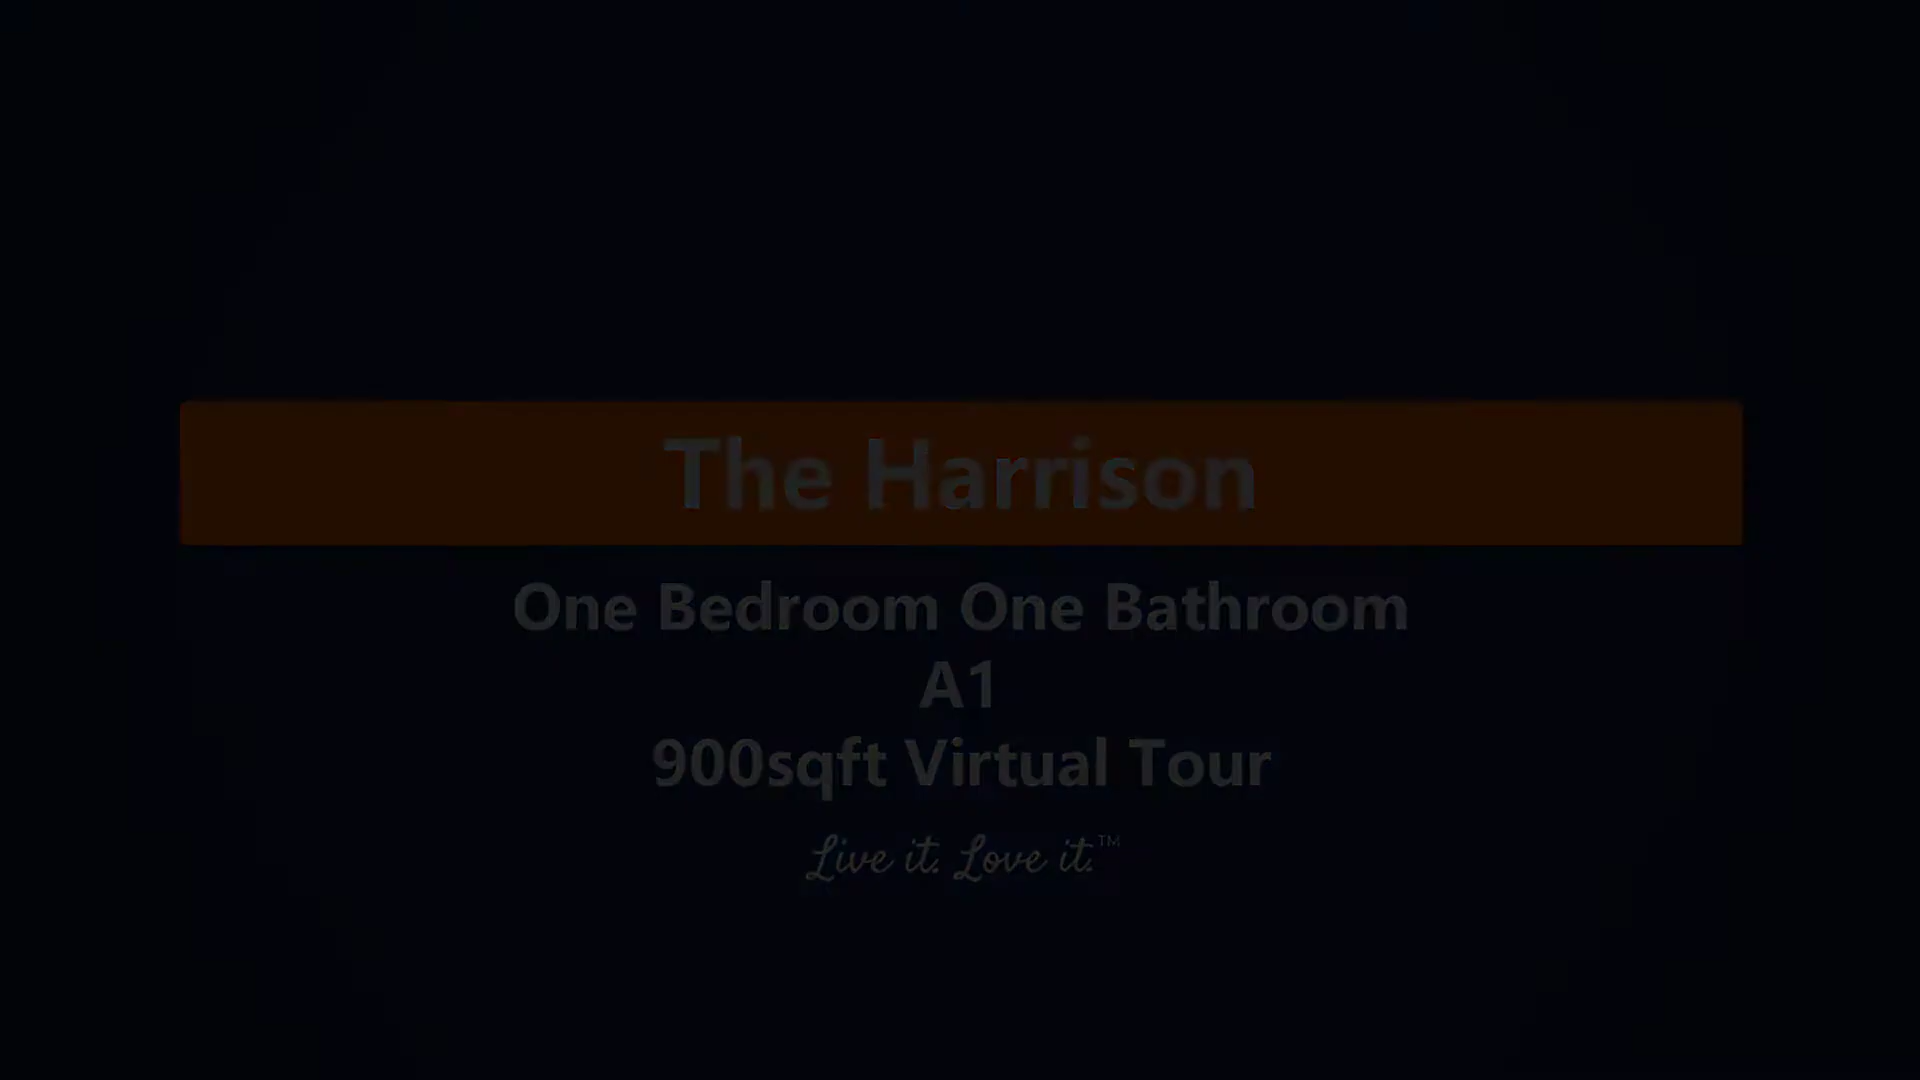 The Harrison
One Bedroom One Bathroom
A1
900sqft Virtual Tour
Live it. Love it.™